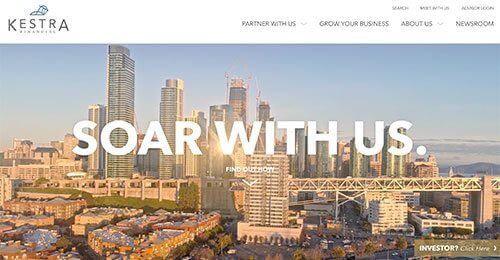 KESTRA
FINANCIAL
SEARCH MEET WITH US ADVISOR LOGIN
PARTNER WITH US GROW YOUR BUSINESS ABOUT US NEWSROOM
SOAR WITH US.
FIND OUT HOW
INVESTOR? Click Here